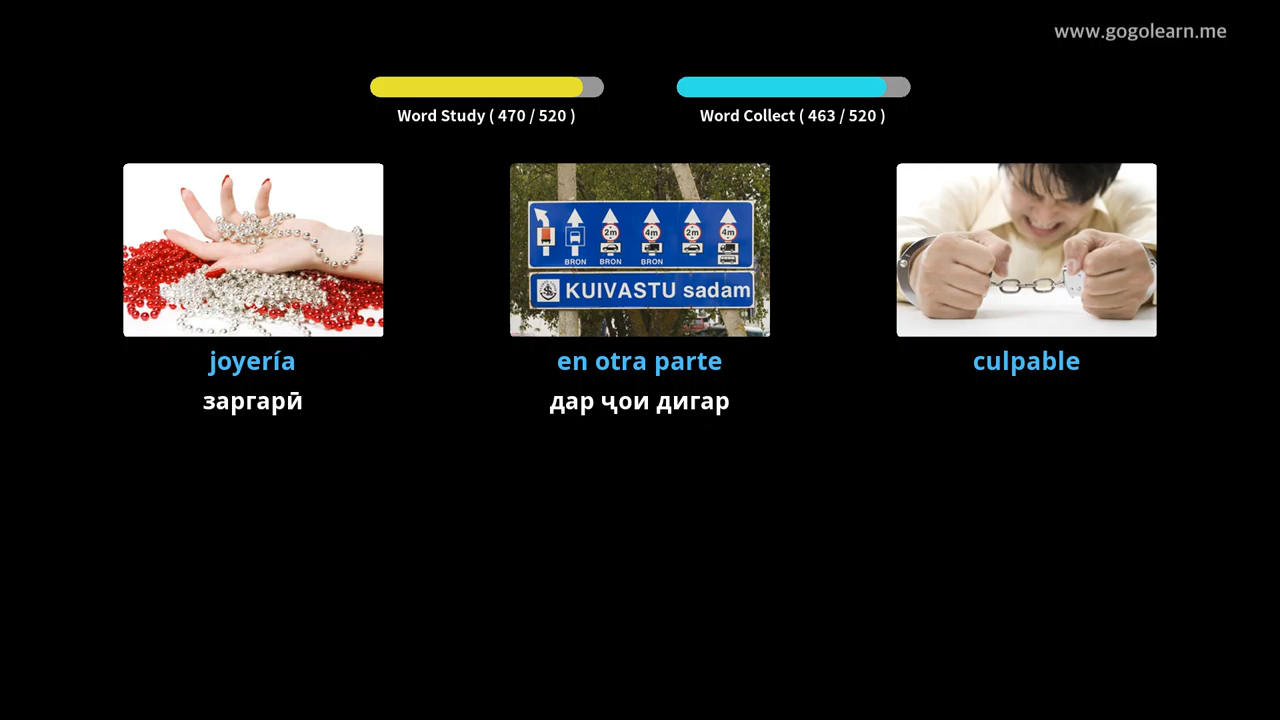 www.gogolearn.me
Word Study ( 470 / 520 )
Word Collect ( 463 / 520 )
2m
4m
2m
4m
BRON
BRON
BRON
KUIVASTU sadam
joyería
en otra parte
culpable
заргарӣ
дар ҷои дигар